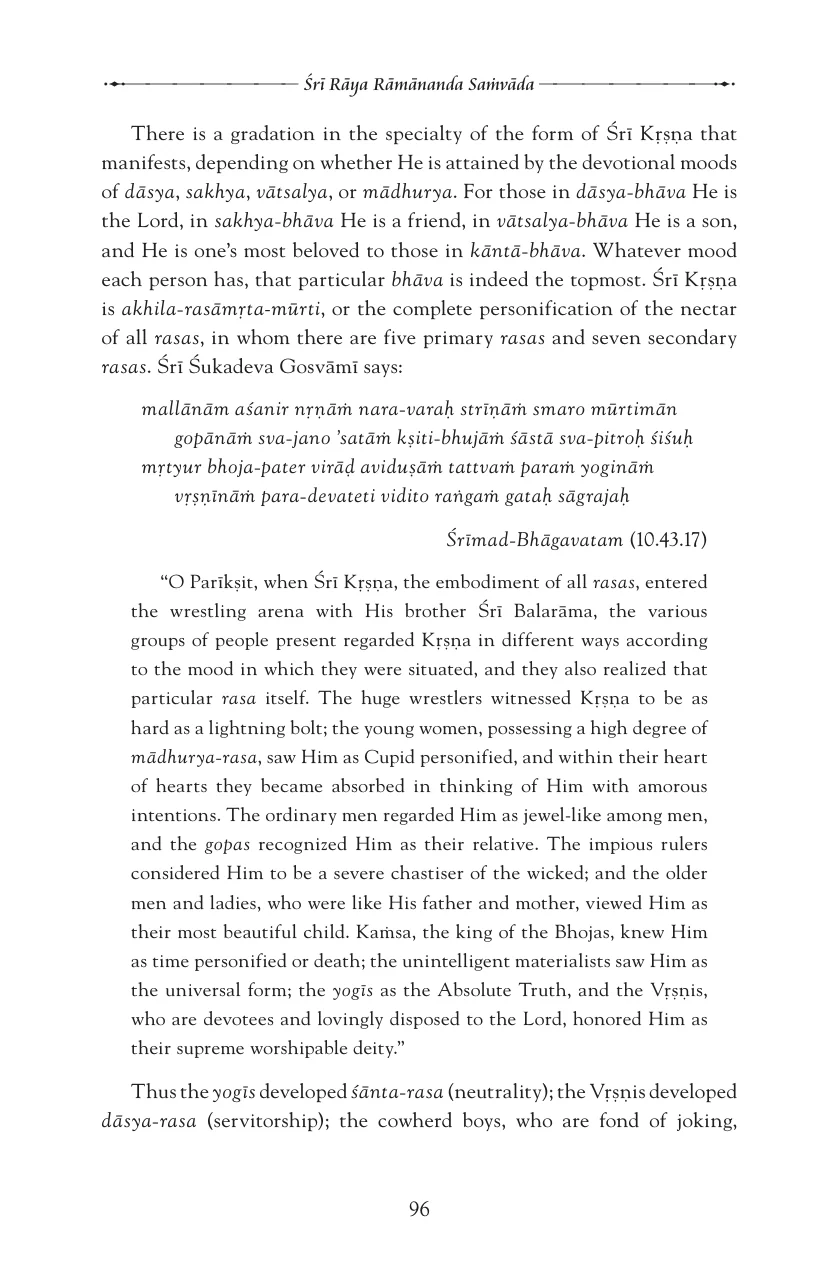 Śrī Rāya Rāmānanda Saṁvāda
There is a gradation in the specialty of the form of Śrī Kṛṣṇa that
manifests, depending on whether He is attained by the devotional moods
of dāsya, sakhya, vātsalya, or mādhurya. For those in dāsya-bhāva He is
the Lord, in sakhya-bhāva He is a friend, in vātsalya-bhāva He is a son,
and He is one’s most beloved to those in kāntā-bhāva. Whatever mood
each person has, that particular bhāva is indeed the topmost. Śrī Kṛṣṇa
is akhila-rasāmṛta-mūrti, or the complete personification of the nectar
of all rasas, in whom there are five primary rasas and seven secondary
rasas. Śrī Śukadeva Gosvāmī says:
mallānām aśanir nṛṇāṁ nara-varaḥ strīṇāṁ smaro mūrtimān
gopānāṁ sva-jano ’satāṁ kṣiti-bhujāṁ śāstā sva-pitroḥ śiśuḥ
mṛtyur bhoja-pater virāḍ aviduṣāṁ tattvaṁ paraṁ yogināṁ
vṛṣṇīnāṁ para-devateti vidito raṅgaṁ gataḥ sāgrajaḥ
Śrīmad-Bhāgavatam (10.43.17)
“O Parīkṣit, when Śrī Kṛṣṇa, the embodiment of all rasas, entered
the wrestling arena with His brother Śrī Balarāma, the various
groups of people present regarded Kṛṣṇa in different ways according
to the mood in which they were situated, and they also realized that
particular rasa itself. The huge wrestlers witnessed Kṛṣṇa to be as
hard as a lightning bolt; the young women, possessing a high degree of
mādhurya-rasa, saw Him as Cupid personified, and within their heart
of hearts they became absorbed in thinking of Him with amorous
intentions. The ordinary men regarded Him as jewel-like among men,
and the gopas recognized Him as their relative. The impious rulers
considered Him to be a severe chastiser of the wicked; and the older
men and ladies, who were like His father and mother, viewed Him as
their most beautiful child. Kaṁsa, the king of the Bhojas, knew Him
as time personified or death; the unintelligent materialists saw Him as
the universal form; the yogīs as the Absolute Truth, and the Vṛṣṇis,
who are devotees and lovingly disposed to the Lord, honored Him as
their supreme worshipable deity.”
Thus the yogīs developed śānta-rasa (neutrality); the Vṛṣṇis developed
dāsya-rasa (servitorship); the cowherd boys, who are fond of joking,
96